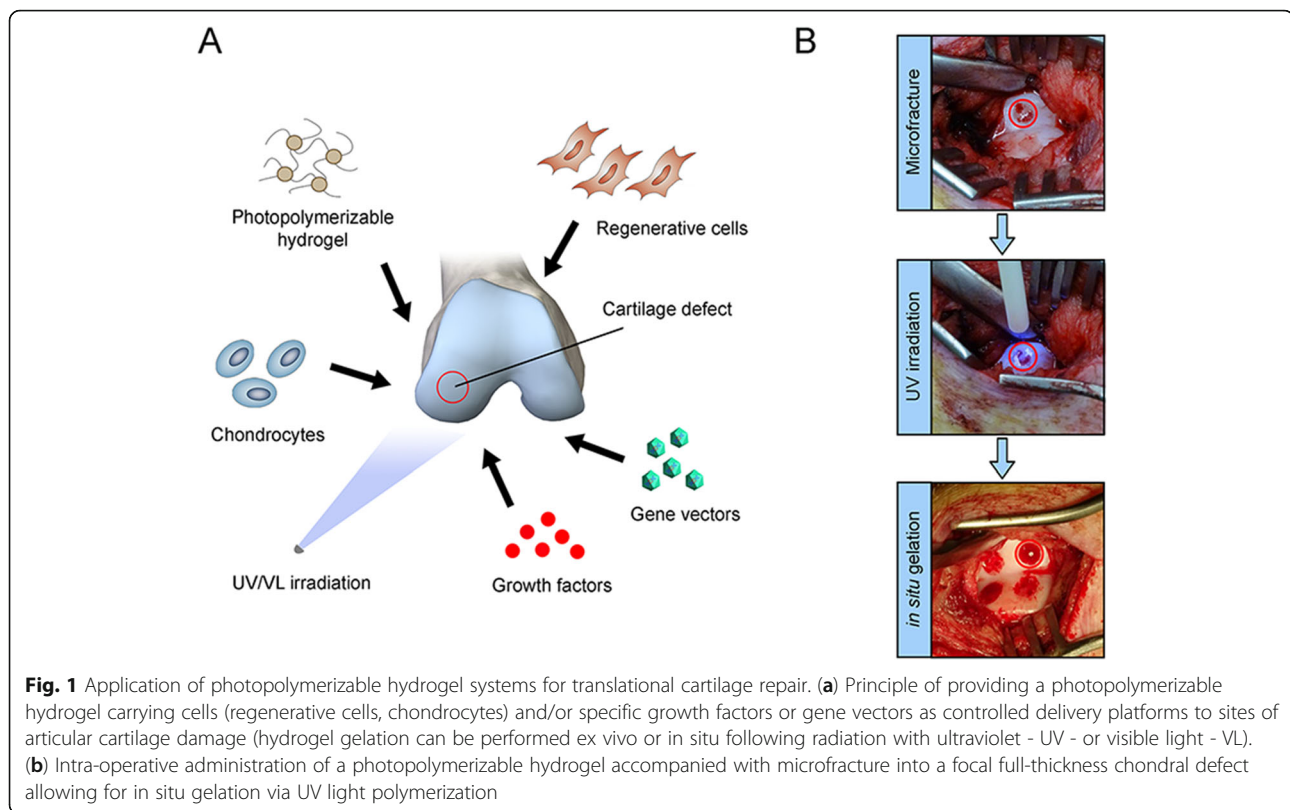 A
B
Photopolymerizable
hydrogel
Regenerative cells
Cartilage defect
Chondrocytes
Gene vectors
UV/VL irradiation
Growth factors
Microfracture
UV irradiation
in situ gelation
Fig. 1 Application of photopolymerizable hydrogel systems for translational cartilage repair. (a) Principle of providing a photopolymerizable
hydrogel carrying cells (regenerative cells, chondrocytes) and/or specific growth factors or gene vectors as controlled delivery platforms to sites of
articular cartilage damage (hydrogel gelation can be performed ex vivo or in situ following radiation with ultraviolet - UV - or visible light - VL).
(b) Intra-operative administration of a photopolymerizable hydrogel accompanied with microfracture into a focal full-thickness chondral defect
allowing for in situ gelation via UV light polymerization